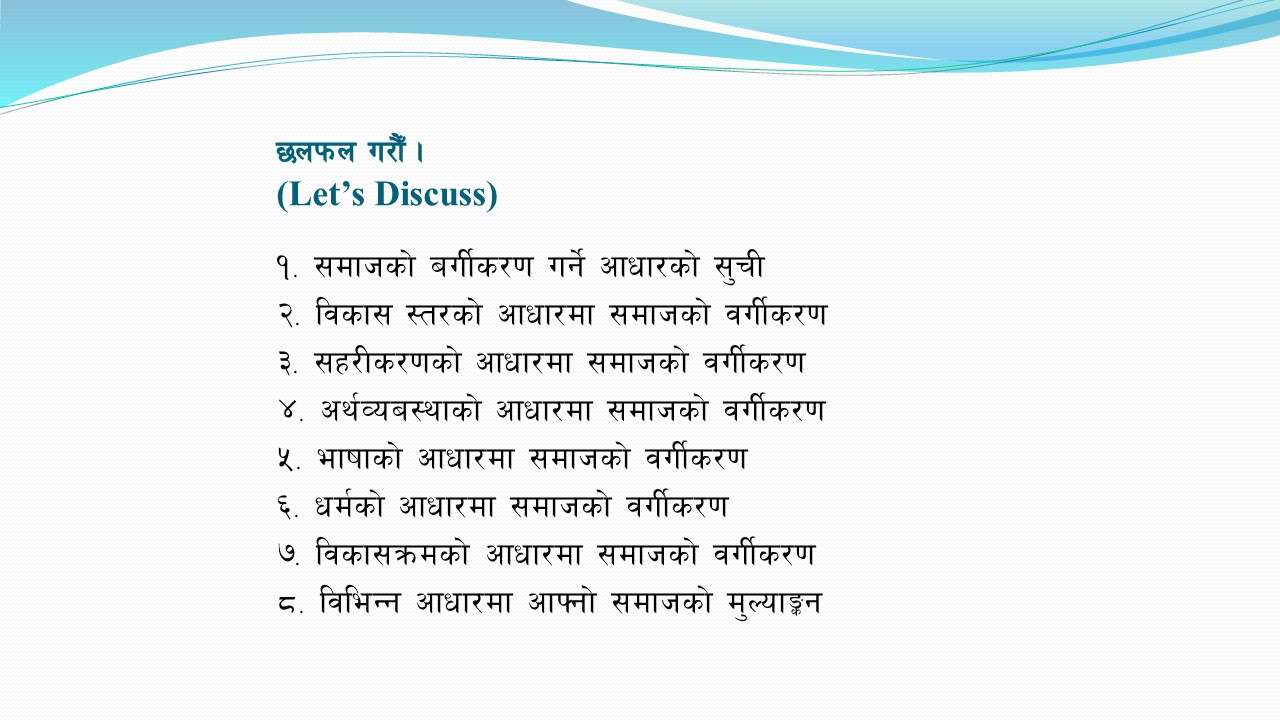 छलफल गरौँ ।
(Let’s Discuss)
१. समाजको बर्गीकरण गर्ने आधारको सुची
२. विकास स्तरको आधारमा समाजको वर्गीकरण
३. सहरीकरणको आधारमा समाजको वर्गीकरण
४. अर्थव्यबस्थाको आधारमा समाजको वर्गीकरण
५. भाषाको आधारमा समाजको वर्गीकरण
६. धर्मको आधारमा समाजको वर्गीकरण
७. विकासक्रमको आधारमा समाजको वर्गीकरण
८. विभिन्न आधारमा आफ्नो समाजको मुल्याङ्कन